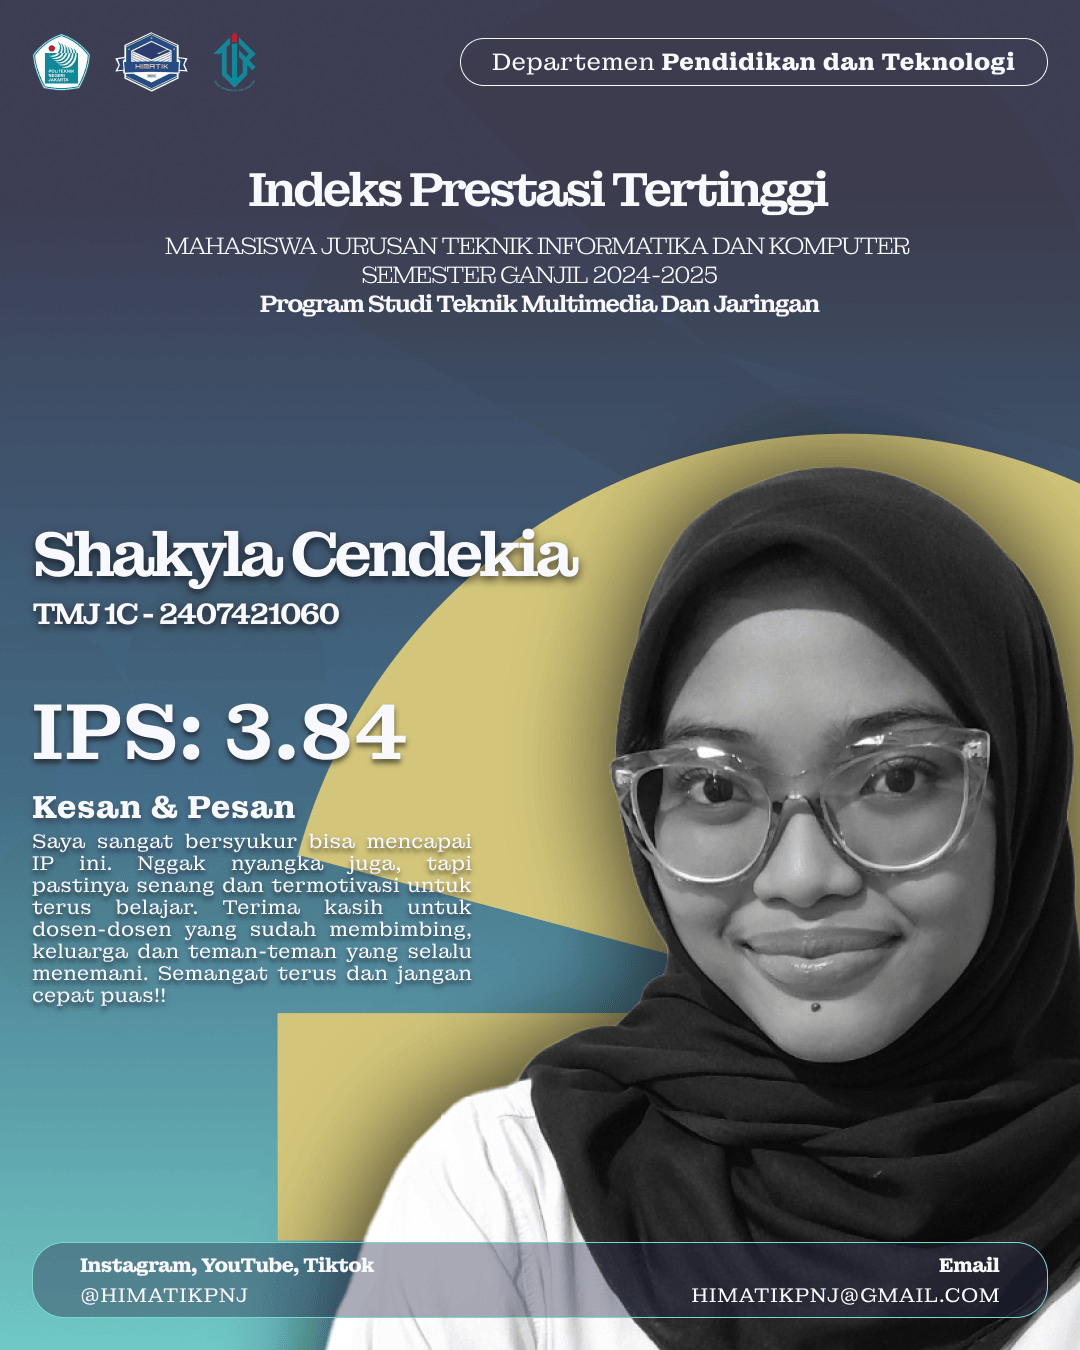 POLITEKNIK
NEGERI
JAKARTA
HIMATIK
Departemen Pendidikan dan Teknologi
Indeks Prestasi Tertinggi
MAHASISWA JURUSAN TEKNIK INFORMATIKA DAN KOMPUTER
SEMESTER GANJIL 2024-2025
Program Studi Teknik Multimedia Dan Jaringan
Shakyla Cendekia
TMJ 1C - 2407421060
IPS: 3.84
Kesan & Pesan
Saya sangat bersyukur bisa mencapai
IP ini. Nggak nyangka juga, tapi
pastinya senang dan termotivasi untuk
terus belajar. Terima kasih untuk
dosen-dosen yang sudah membimbing,
keluarga dan teman-teman yang selalu
menemani. Semangat terus dan jangan
cepat puas!!
Instagram, YouTube, Tiktok
@HIMATIKPNJ
Email
HIMATIKPNJ@GMAIL.COM